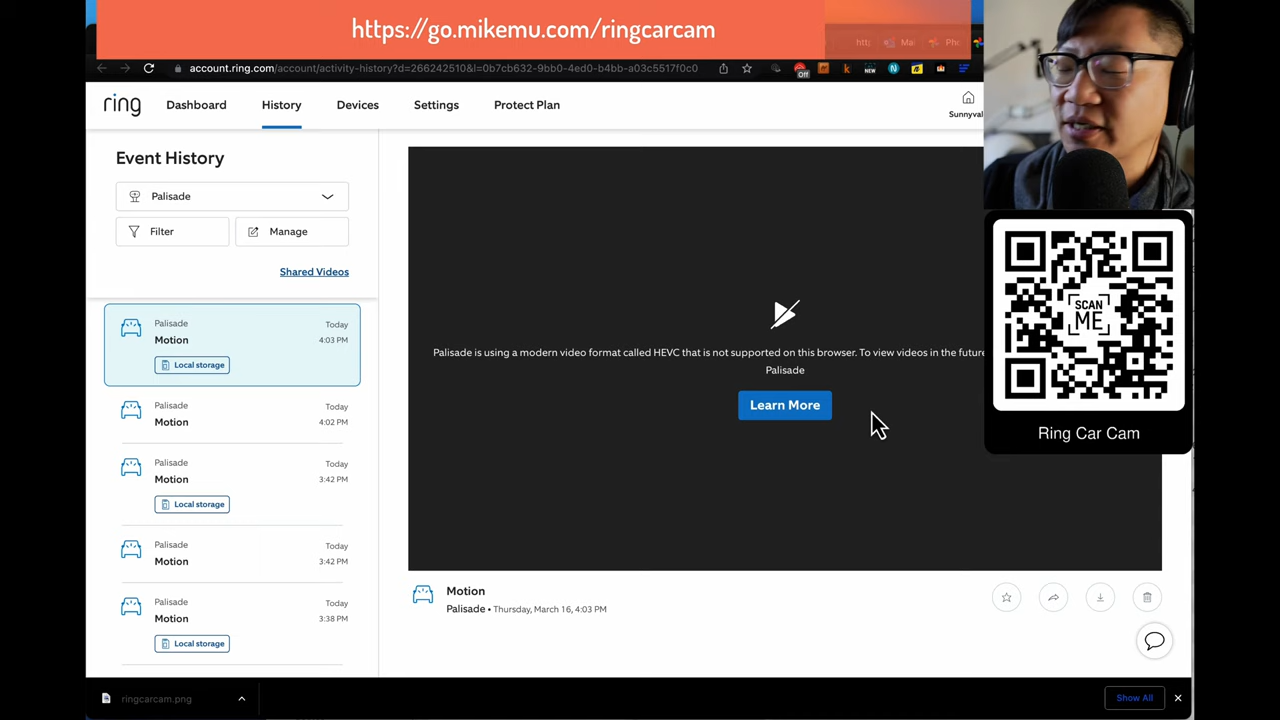 https://go.mikemu.com/ringcarcam
Ma
Phr
account.ring.com/account/activity-history?d=266242510&l=0b7cb632-9bb0-4ed0-b4bb-a03c5517f0c0
Off
NEW
ring
Dashboard
History
Devices
Settings
Protect Plan
Sunnyval
Event History
Palisade
Filter
Manage
Shared Videos
Palisade
Today
Motion
4:03 PM
Local storage
Palisade
Today
Motion
4:02 PM
Palisade
Today
Motion
3:42 PM
Local storage
Palisade
Today
Motion
3:42 PM
Palisade
Today
Motion
3:38 PM
Local storage
Palisade is using a modern video format called HEVC that is not supported on this browser. To view videos in the future
Palisade
Learn More
SCAN
ME
Ring Car Cam
Motion
Palisade • Thursday, March 16, 4:03 PM
ringcarcam.png
Show All